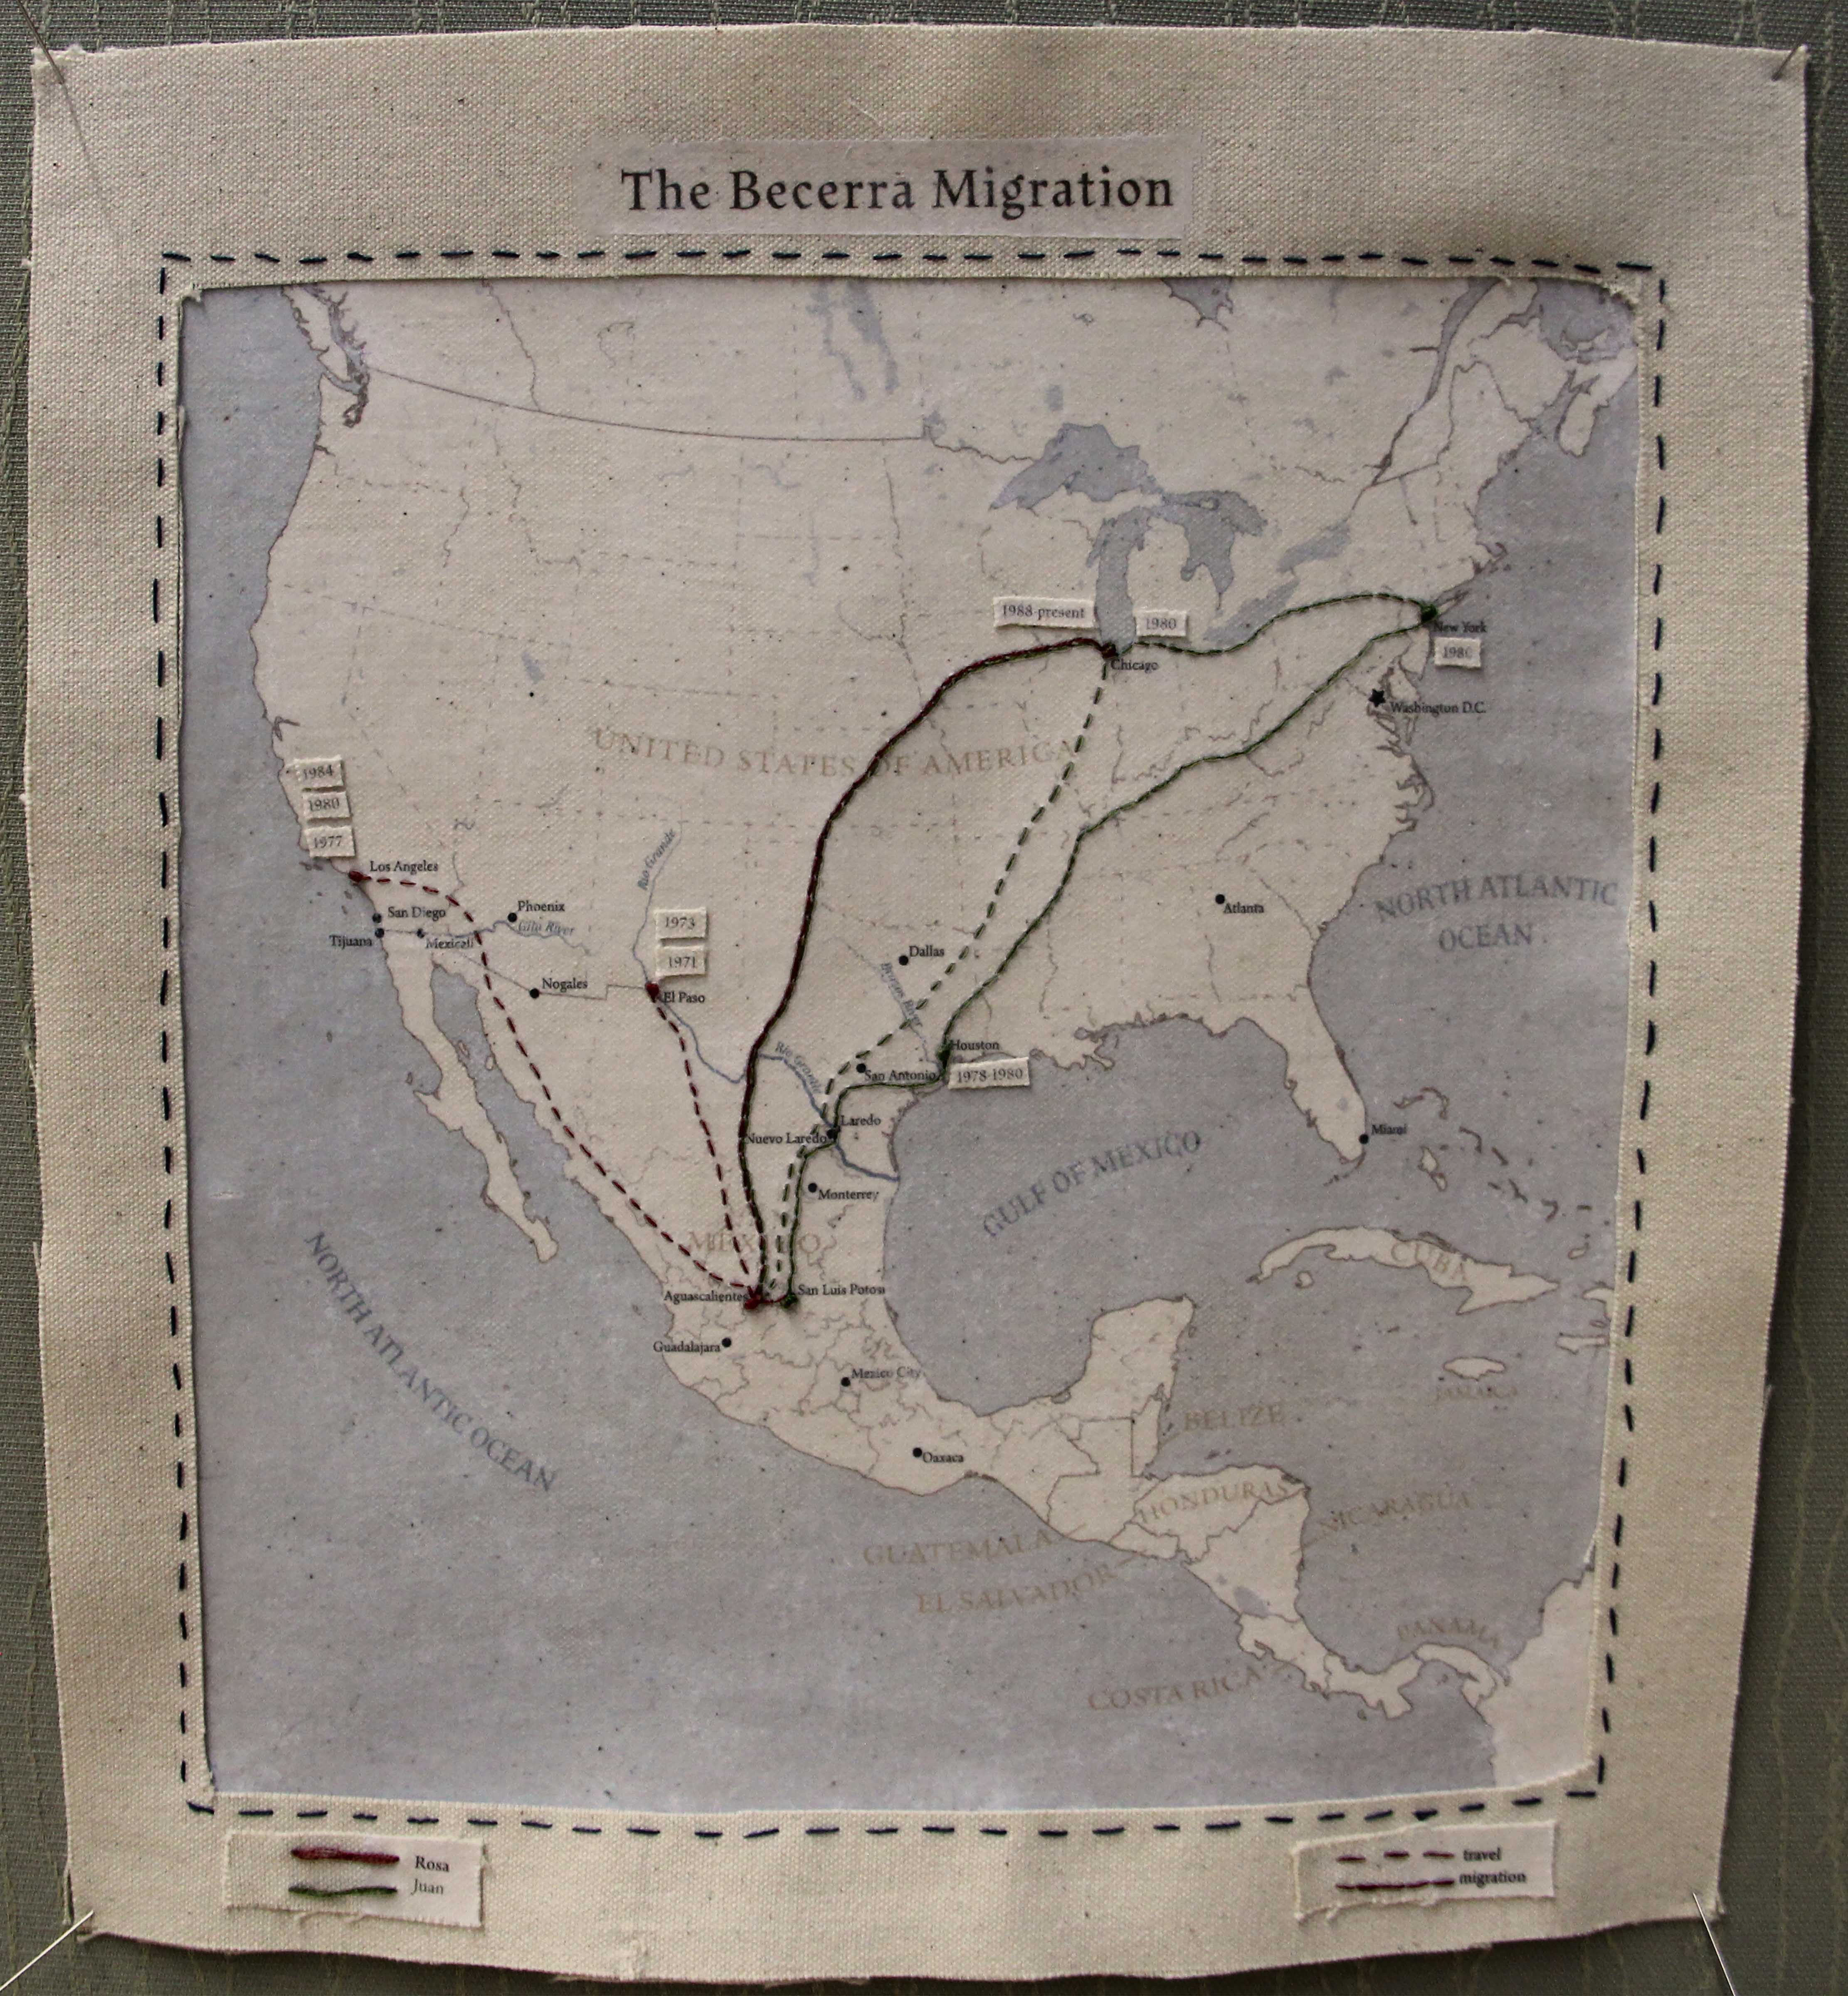 The Becerra Migration
1988-present
1980
Chicago
New York
1980
Washington D.C.
UNITED STATES OF AMERICA
1984
1980
1977
Los Angeles
San Diego
Tijuana
Mexicali
Phoenix
Gila River
Nogales
Rio Grande
1973
1971
El Paso
Dallas
Brazos River
Atlanta
NORTH ATLANTIC
OCEAN
Houston
San Antonio
1978-1980
Rio Grande
Laredo
Nuevo Laredo
Miami
Monterrey
GULF OF MEXICO
MEXICO
CUBA
Aguascalientes
San Luis Potosi
Guadalajara
Mexico City
NORTH ATLANTIC OCEAN
JAMAICA
BELIZE
Oaxaca
HONDURAS
NICARAGUA
GUATEMALA
EL SALVADOR
PANAMA
COSTA RICA
Rosa
Juan
travel
migration